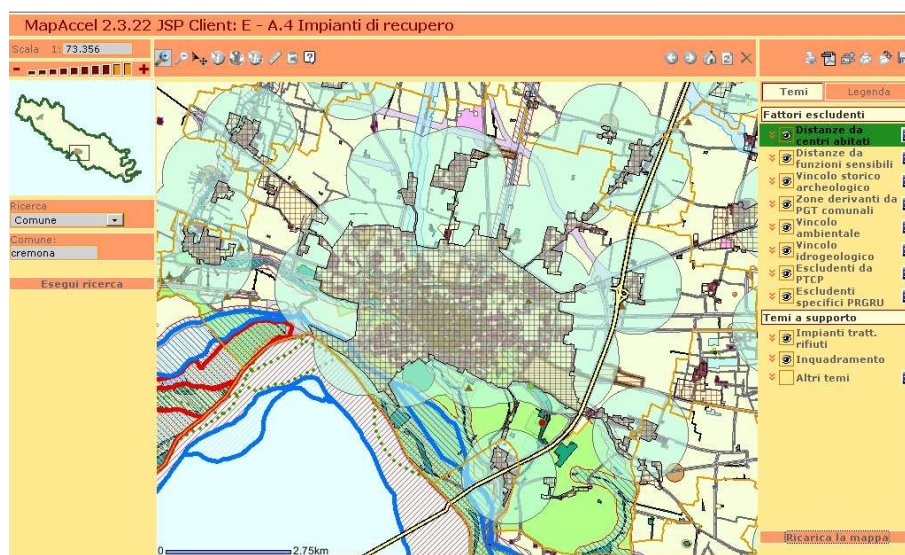 MapAccel 2.3.22 JSP Client: E - A.4 Impianti di recupero
Scala 1: 73.356
- +
Ricerca
Comune
Comune:
cremona
Esegui ricerca
0 2.75km
Temi Legenda
Fattori escludenti
Distanze da
centri abitati
Distanze da
funzioni sensibili
Vincolo storico
archeologico
Zone derivanti da
PGT comunali
Vincolo
ambientale
Vincolo
idrogeologico
Escludenti da
PTCP
Escludenti
specifici PRGRU
Temi a supporto
Impianti tratt.
rifiuti
Inquadramento
Altri temi
Ricarica la mappa